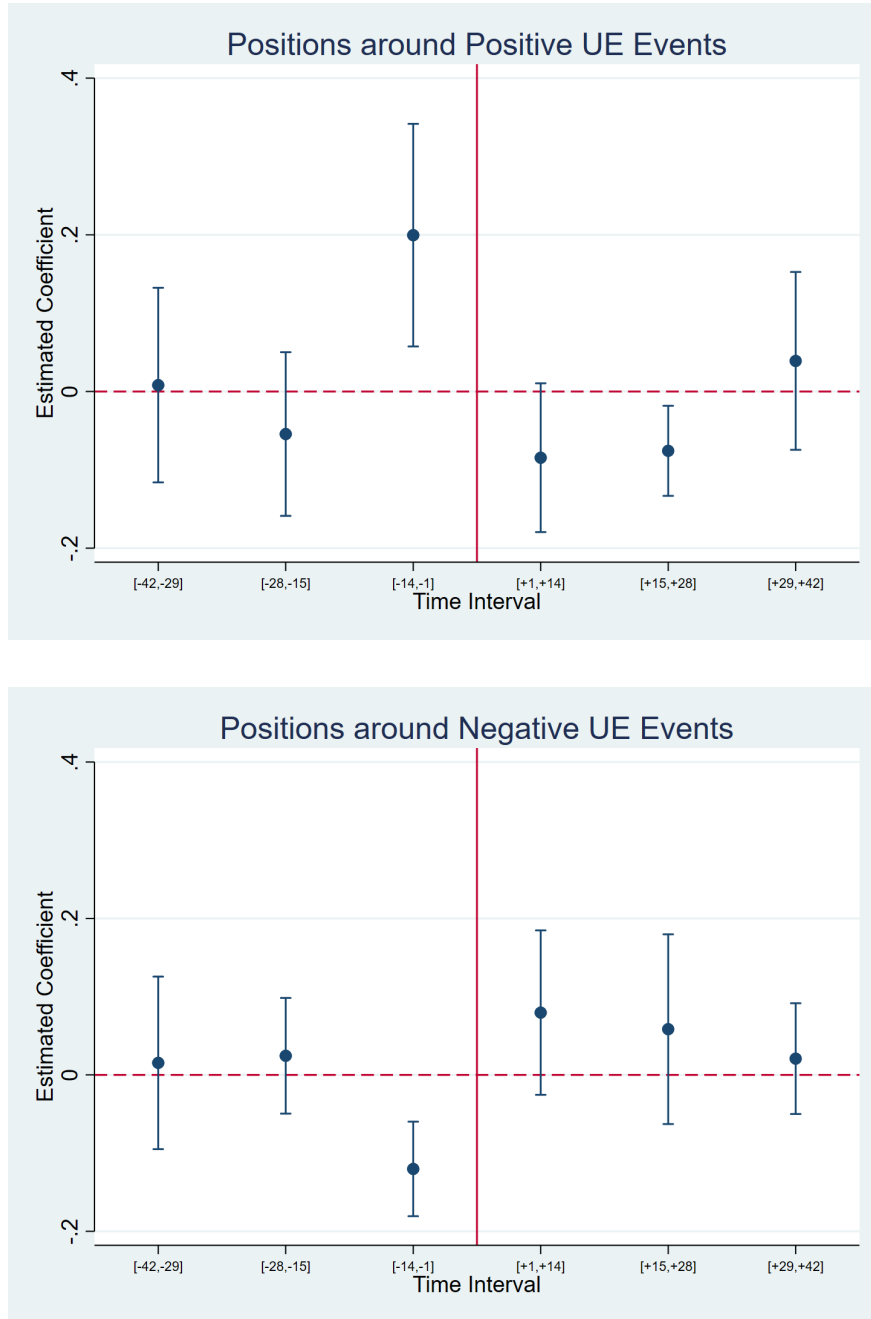 Positions around Positive UE Events
Estimated Coefficient
.4
.2
0
-.2
[-42,-29] [-28,-15] [-14,-1] [+1,+14] [+15,+28] [+29,+42]
Time Interval
Positions around Negative UE Events
Estimated Coefficient
.4
.2
0
-.2
[-42,-29] [-28,-15] [-14,-1] [+1,+14] [+15,+28] [+29,+42]
Time Interval